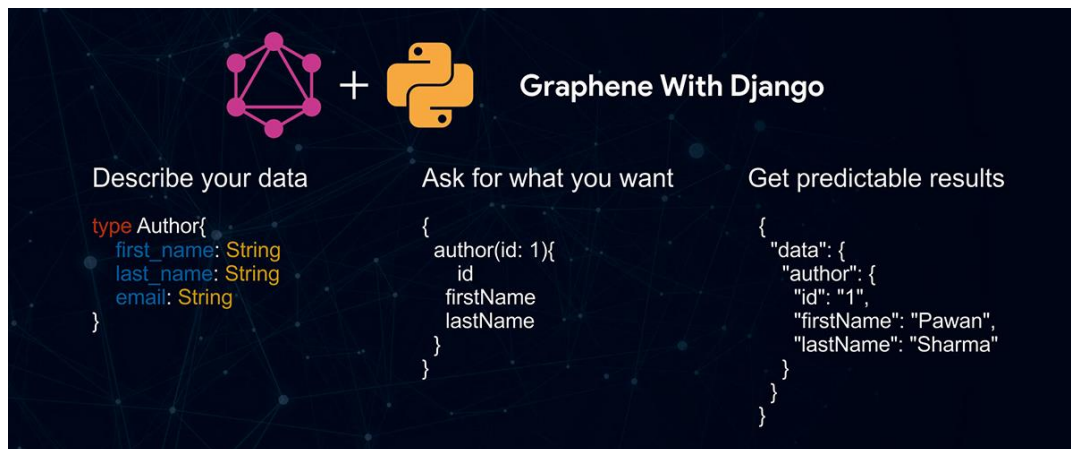 +
Graphene With Django
Describe your data
type Author{
first_name: String
last_name: String
email: String
}
Ask for what you want
{
author(id: 1){
id
firstName
lastName
}
}
Get predictable results
{
"data": {
"author": {
"id": "1",
"firstName": "Pawan",
"lastName": "Sharma"
}
}
}